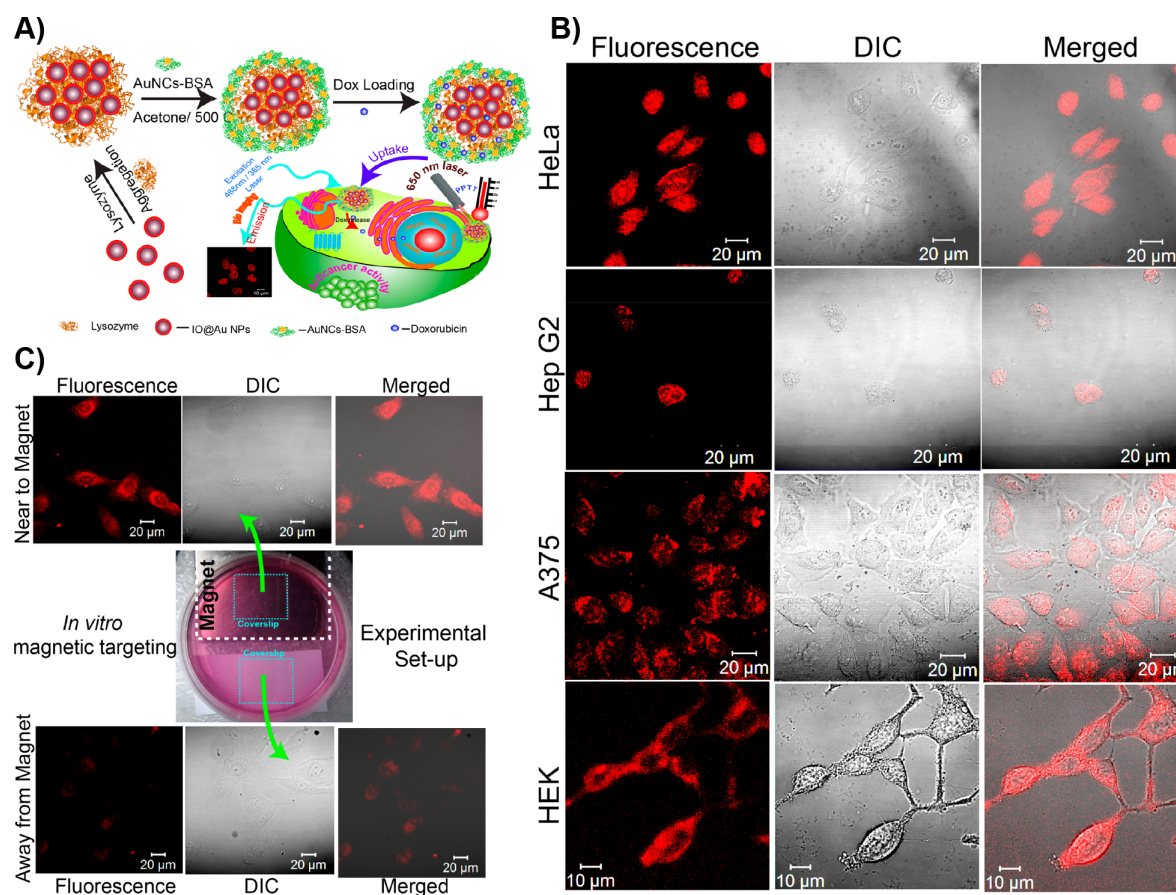 A)
AuNCs-BSA
Acetone/ 500
Dox Loading
Lysozyme
Aggregation
Uptake
Excitation
488nm / 365 nm
Laser
Emission
650 nm laser
PPTT
Anti-cancer activity
50 µm
Lysozyme
IO@Au NPs
AuNCs-BSA
Doxorubicin
B)
Fluorescence
DIC
Merged
HeLa
20 µm
20 µm
20 µm
Hep G2
20 µm
20 µm
20 µm
A375
20 µm
20 µm
20 µm
HEK
10 µm
10 µm
10 µm
C)
Fluorescence
DIC
Merged
Near to Magnet
20 µm
20 µm
20 µm
In vitro
magnetic targeting
Magnet
Coverslip
Coverslip
Experimental
Set-up
Away from Magnet
20 µm
20 µm
20 µm
Fluorescence
DIC
Merged